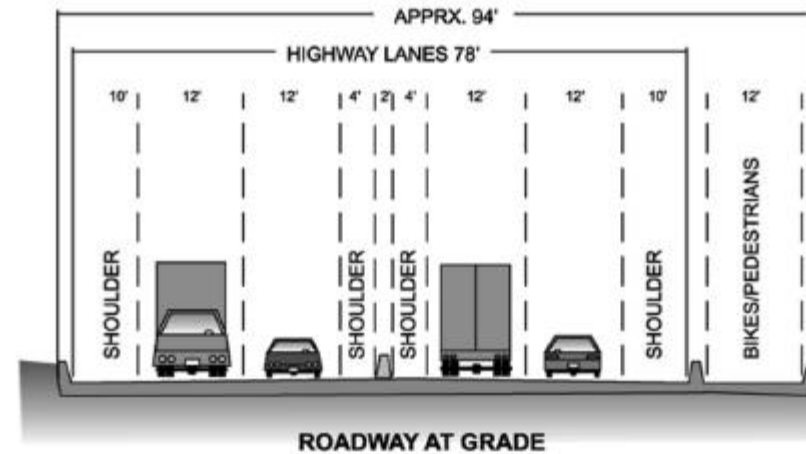 APPRX. 94'
HIGHWAY LANES 78'
10' 12' 12' 4' 2' 4' 12' 12' 10' 12'
SHOULDER
SHOULDER
SHOULDER
SHOULDER
BIKES/PEDESTRIANS
ROADWAY AT GRADE